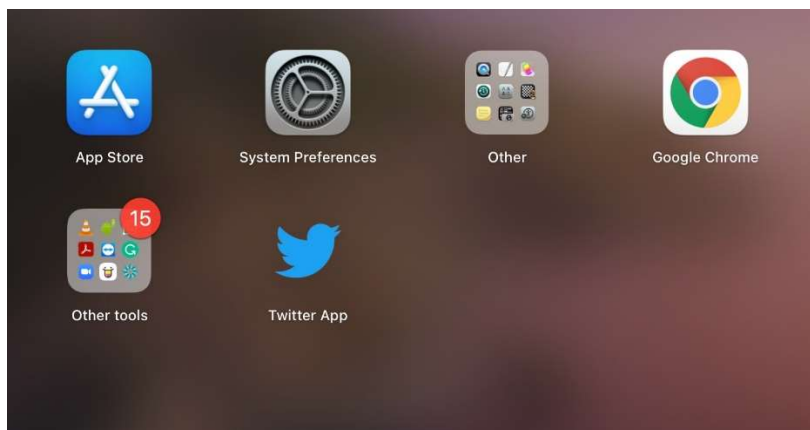 App Store
System Preferences
Other
Google Chrome
15
Other tools
Twitter App